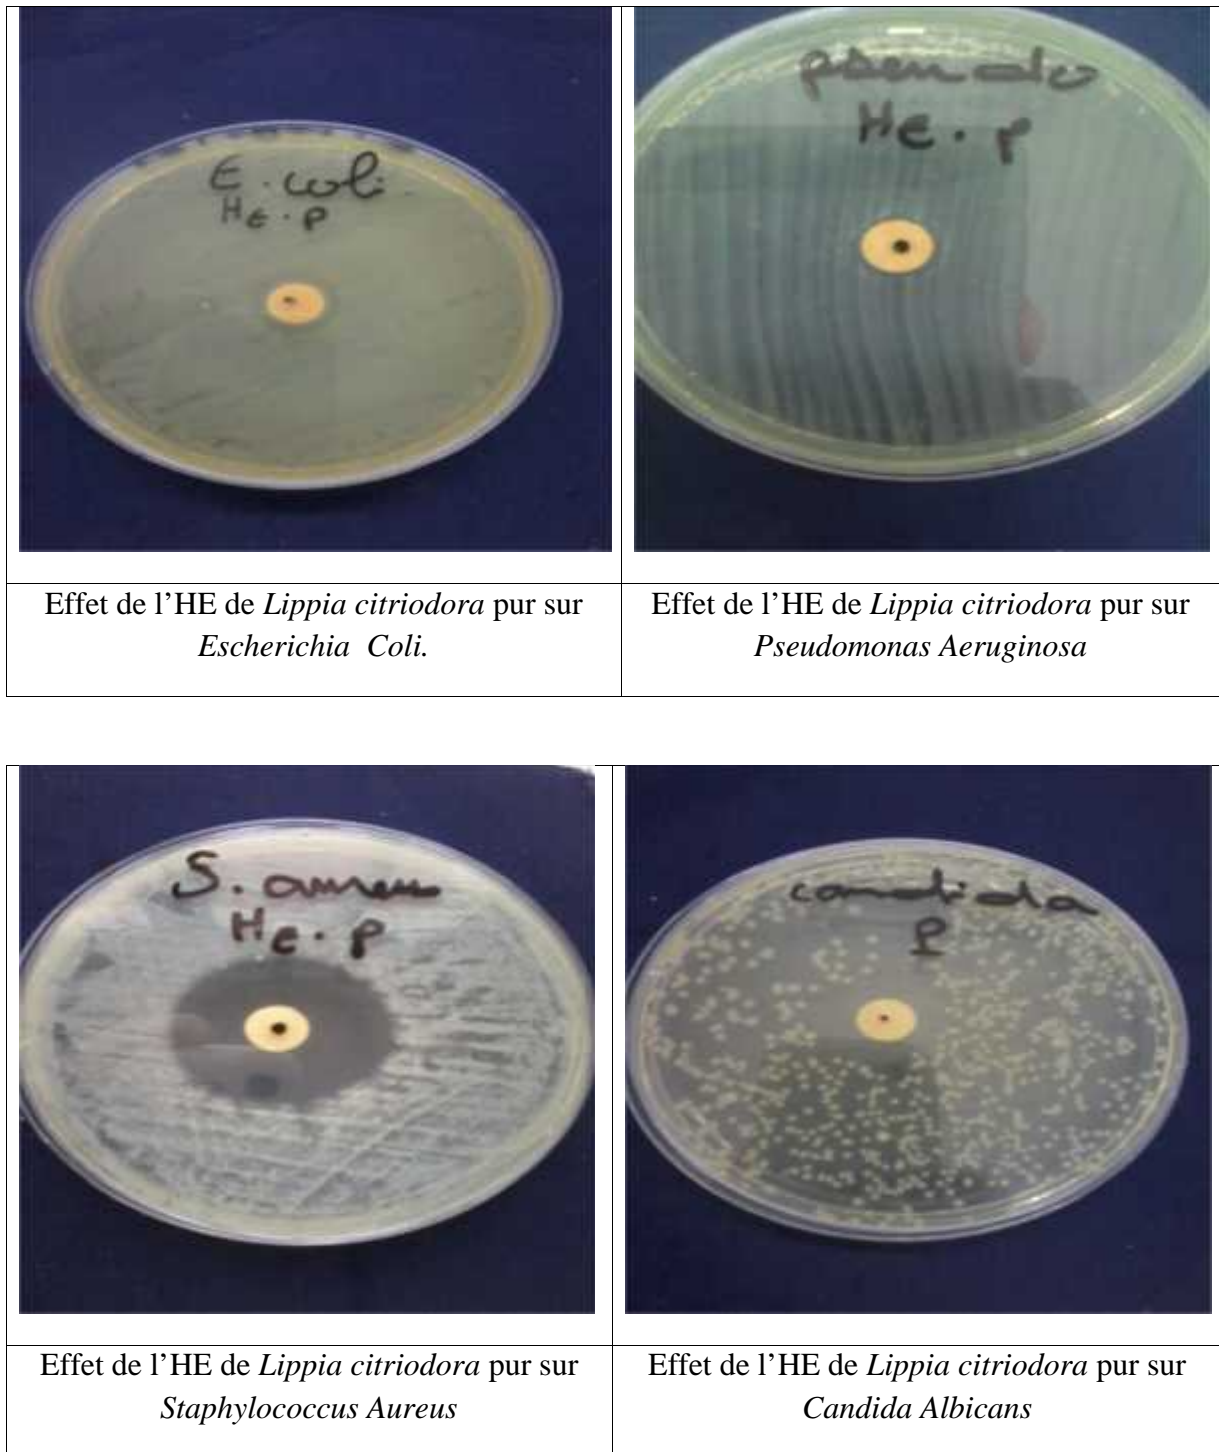 E. coli
HE. P
pseudo
HE. P
Effet de l’HE de Lippia citriodora pur sur
Escherichia Coli.
Effet de l’HE de Lippia citriodora pur sur
Pseudomonas Aeruginosa
S. aureus
HE. P
candida
P
Effet de l’HE de Lippia citriodora pur sur
Staphylococcus Aureus
Effet de l’HE de Lippia citriodora pur sur
Candida Albicans